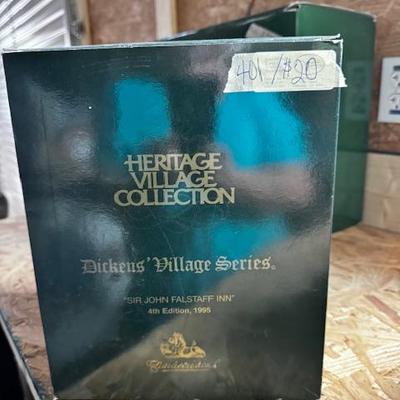 401/$20
HERITAGE
VILLAGE
COLLECTION
Dickens' Village Series®
"SIR JOHN FALSTAFF INN"
4th Edition, 1995